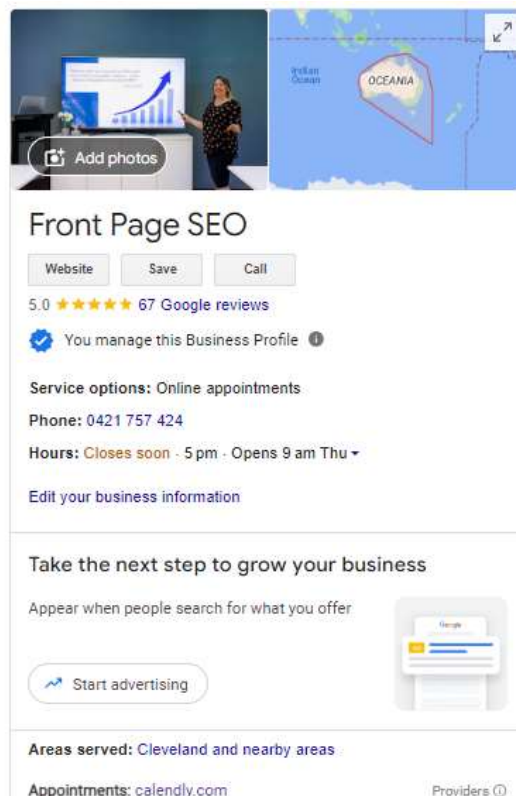 Indian
Ocean
OCEANIA
Add photos
Front Page SEO
Website Save Call
5.0 67 Google reviews
You manage this Business Profile
Service options: Online appointments
Phone: 0421 757 424
Hours: Closes soon · 5 pm · Opens 9 am Thu
Edit your business information
Take the next step to grow your business
Appear when people search for what you offer
Google
Start advertising
Areas served: Cleveland and nearby areas
Appointments: calendly.com Providers